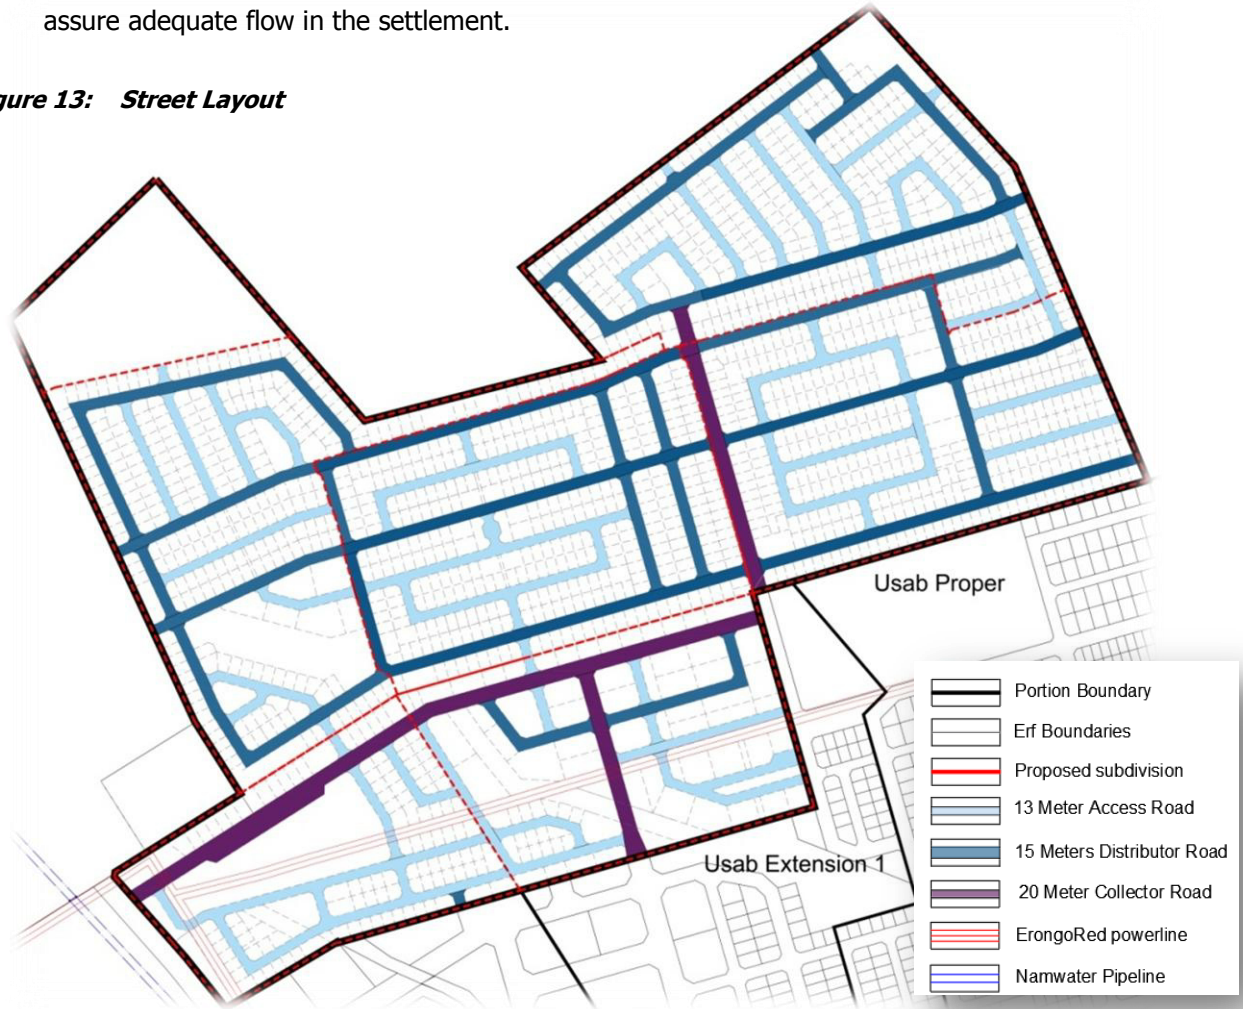 assure adequate flow in the settlement.
gure 13: Street Layout
Usab Proper
Usab Extension 1
Portion Boundary
Erf Boundaries
Proposed subdivision
13 Meter Access Road
15 Meters Distributor Road
20 Meter Collector Road
ErongoRed powerline
Namwater Pipeline